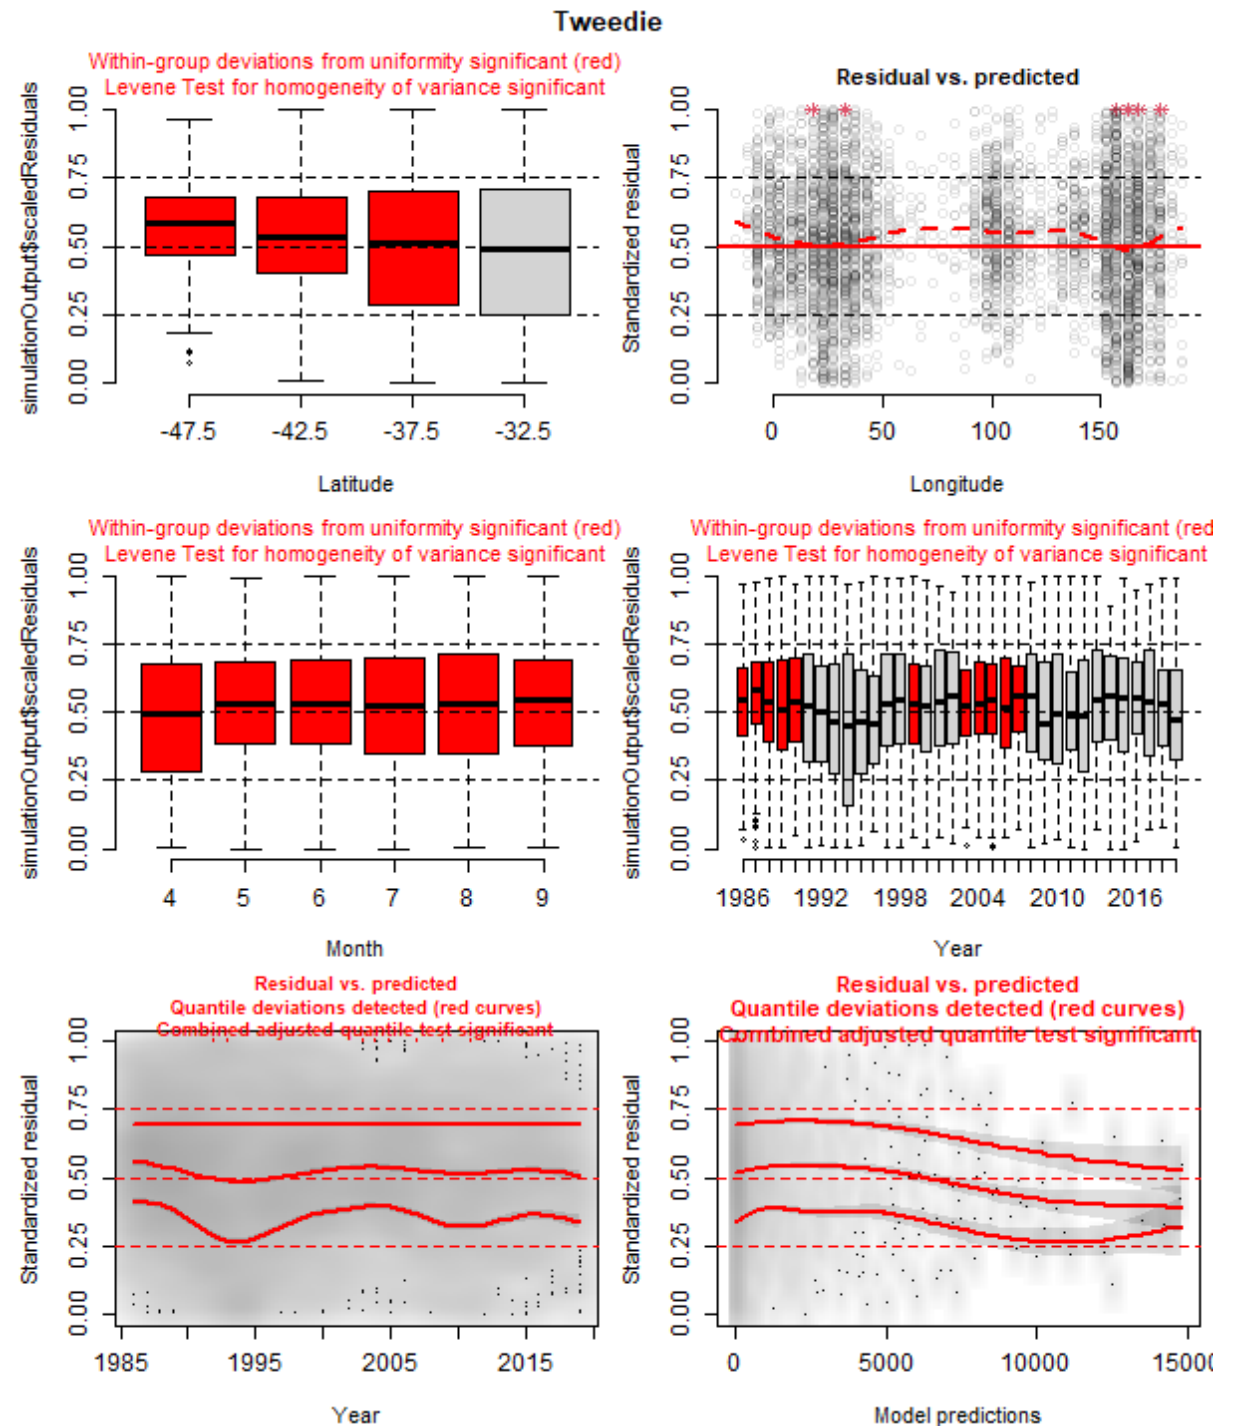 Tweedie
Within-group deviations from uniformity significant (red)
Levene Test for homogeneity of variance significant
simulationOutput$scaledResiduals
1.00
0.75
0.50
0.25
0.00
-47.5 -42.5 -37.5 -32.5
Latitude
Residual vs. predicted
Standardized residual
1.00
0.75
0.50
0.25
0.00
0 50 100 150
Longitude
Within-group deviations from uniformity significant (red)
Levene Test for homogeneity of variance significant
simulationOutput$scaledResiduals
1.00
0.75
0.50
0.25
0.00
4 5 6 7 8 9
Month
Within-group deviations from uniformity significant (red
Levene Test for homogeneity of variance significant
simulationOutput$scaledResiduals
1.00
0.75
0.50
0.25
0.00
1986 1992 1998 2004 2010 2016
Year
Residual vs. predicted
Quantile deviations detected (red curves)
Combined adjusted quantile test significant
Standardized residual
1.00
0.75
0.50
0.25
0.00
1985 1995 2005 2015
Year
Residual vs. predicted
Quantile deviations detected (red curves)
Combined adjusted quantile test significant
Standardized residual
1.00
0.75
0.50
0.25
0.00
0 5000 10000 15000
Model predictions